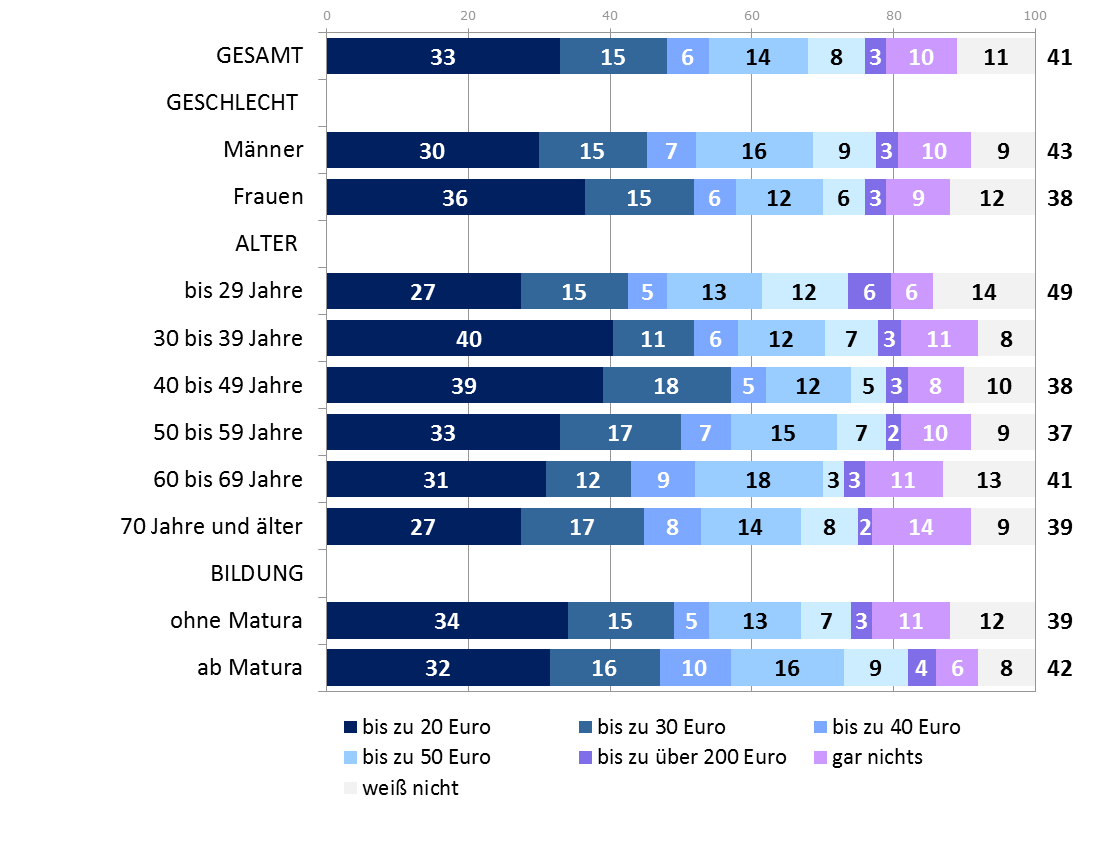 0 20 40 60 80 100
GESAMT 33 15 6 14 8 3 10 11 41
GESCHLECHT
Männer 30 15 7 16 9 3 10 9 43
Frauen 36 15 6 12 6 3 9 12 38
ALTER
bis 29 Jahre 27 15 5 13 12 6 6 14 49
30 bis 39 Jahre 40 11 6 12 7 3 11 8
40 bis 49 Jahre 39 18 5 12 5 3 8 10 38
50 bis 59 Jahre 33 17 7 15 7 2 10 9 37
60 bis 69 Jahre 31 12 9 18 3 3 11 13 41
70 Jahre und älter 27 17 8 14 8 2 14 9 39
BILDUNG
ohne Matura 34 15 5 13 7 3 11 12 39
ab Matura 32 16 10 16 9 4 6 8 42
bis zu 20 Euro bis zu 30 Euro bis zu 40 Euro
bis zu 50 Euro bis zu über 200 Euro gar nichts
weiß nicht